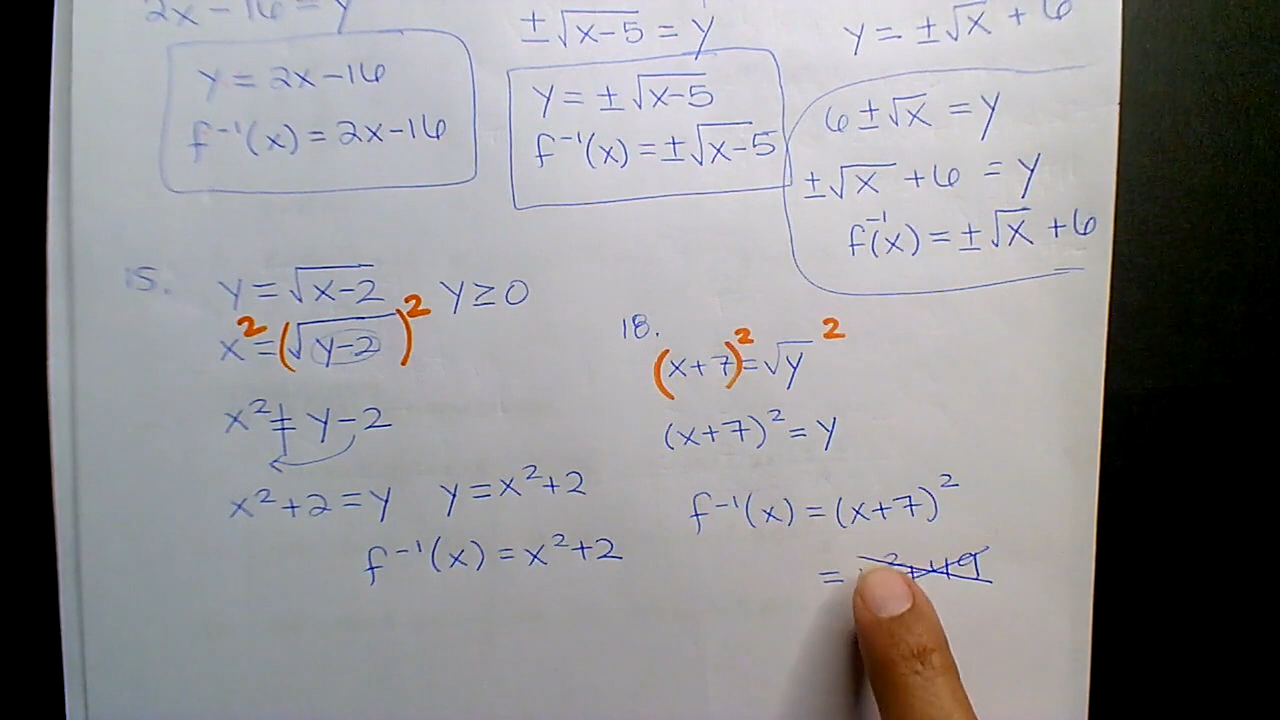 2x-16=y
y=2x-16
f⁻¹(x)=2x-16
±√x-5=y
y=±√x-5
f⁻¹(x)=±√x-5
y=±√x+6
6±√x=y
±√x+6=y
f⁻¹(x)=±√x+6
15.
y=√x-2 y≥0
x²=(√y-2)²
x²=y-2
x²+2=y y=x²+2
f⁻¹(x)=x²+2
18.
(x+7)²=√y²
(x+7)²=y
f⁻¹(x)=(x+7)²
=